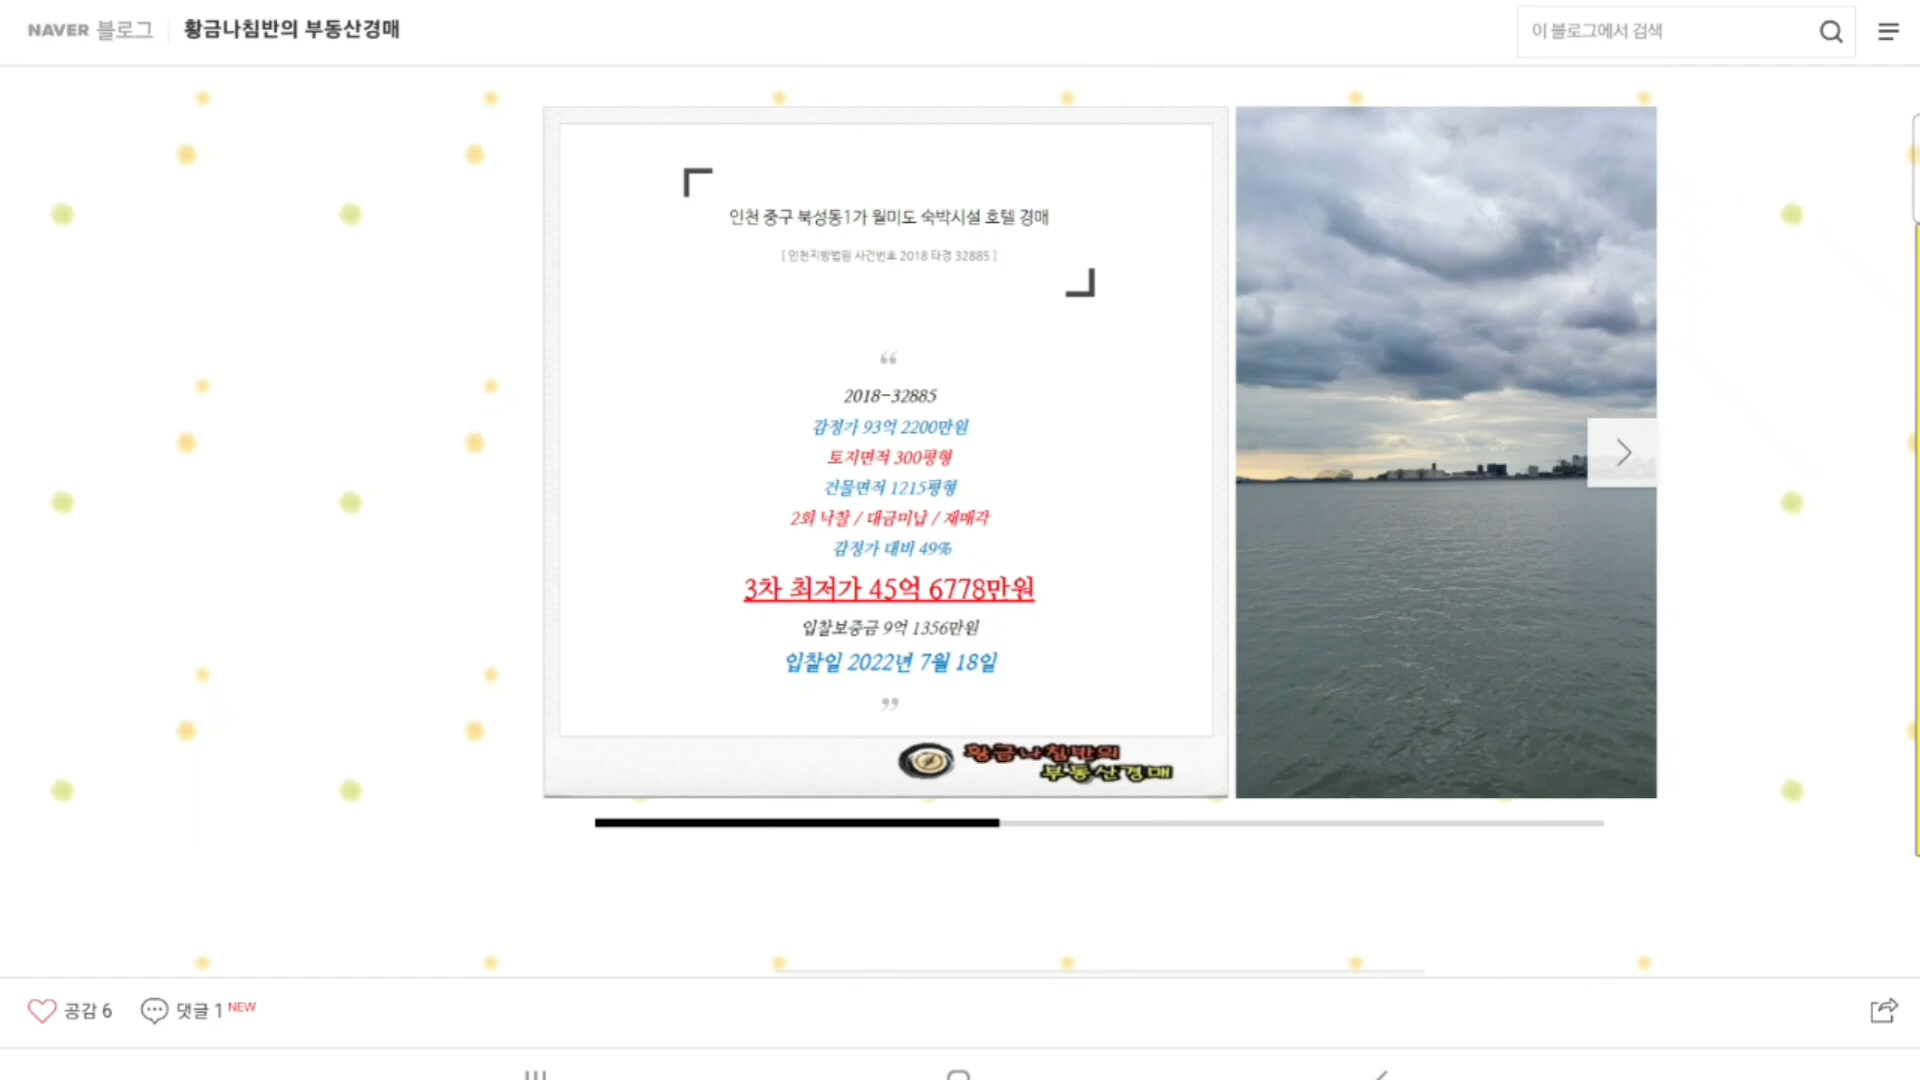 NAVER 블로그 황금나침반의 부동산경매
이 블로그에서 검색
인천 중구 북성동1가 월미도 숙박시설 호텔 경매
[ 인천지방법원 사건번호 2018 타경 32885 ]
“
2018-32885
감정가 93억 2200만원
토지면적 300평형
건물면적 1215평형
2회 낙찰 / 대금미납 / 재매각
감정가 대비 49%
3차 최저가 45억 6778만원
입찰보증금 9억 1356만원
입찰일 2022년 7월 18일
”
황금나침반의
부동산경매
공감 6 댓글 1 NEW